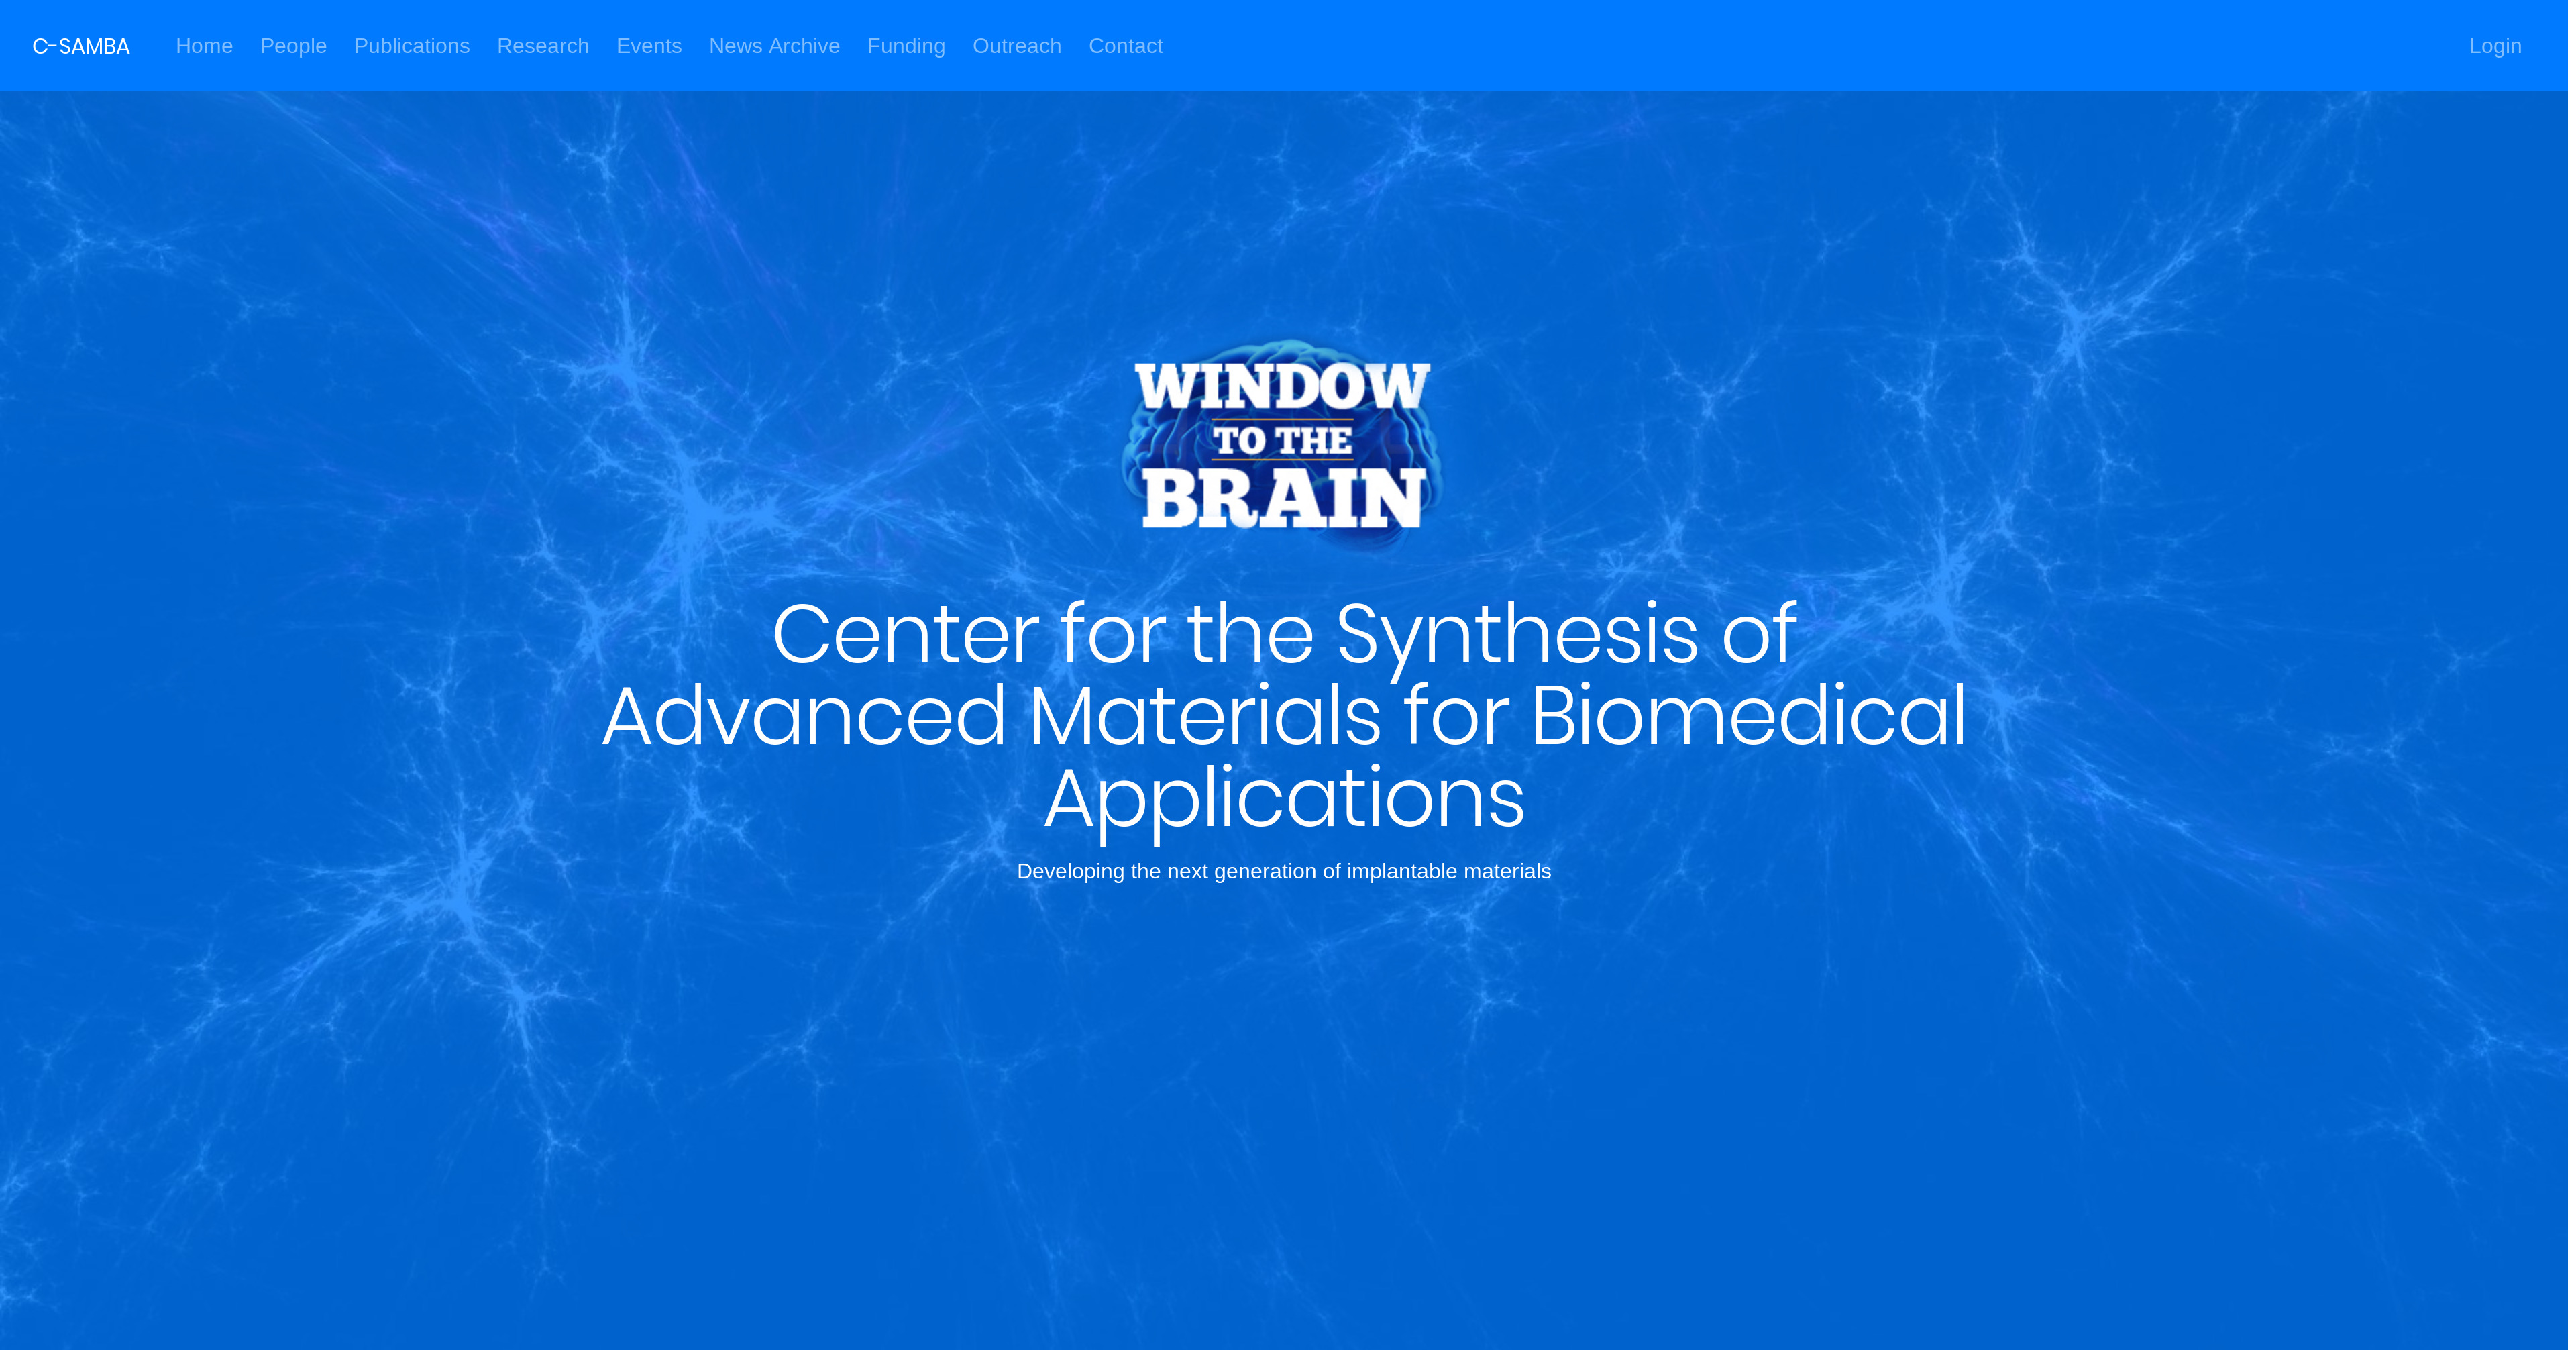 C-SAMBA Home People Publications Research Events News Archive Funding Outreach Contact Login
WINDOW
TO THE
BRAIN
Center for the Synthesis of
Advanced Materials for Biomedical
Applications
Developing the next generation of implantable materials